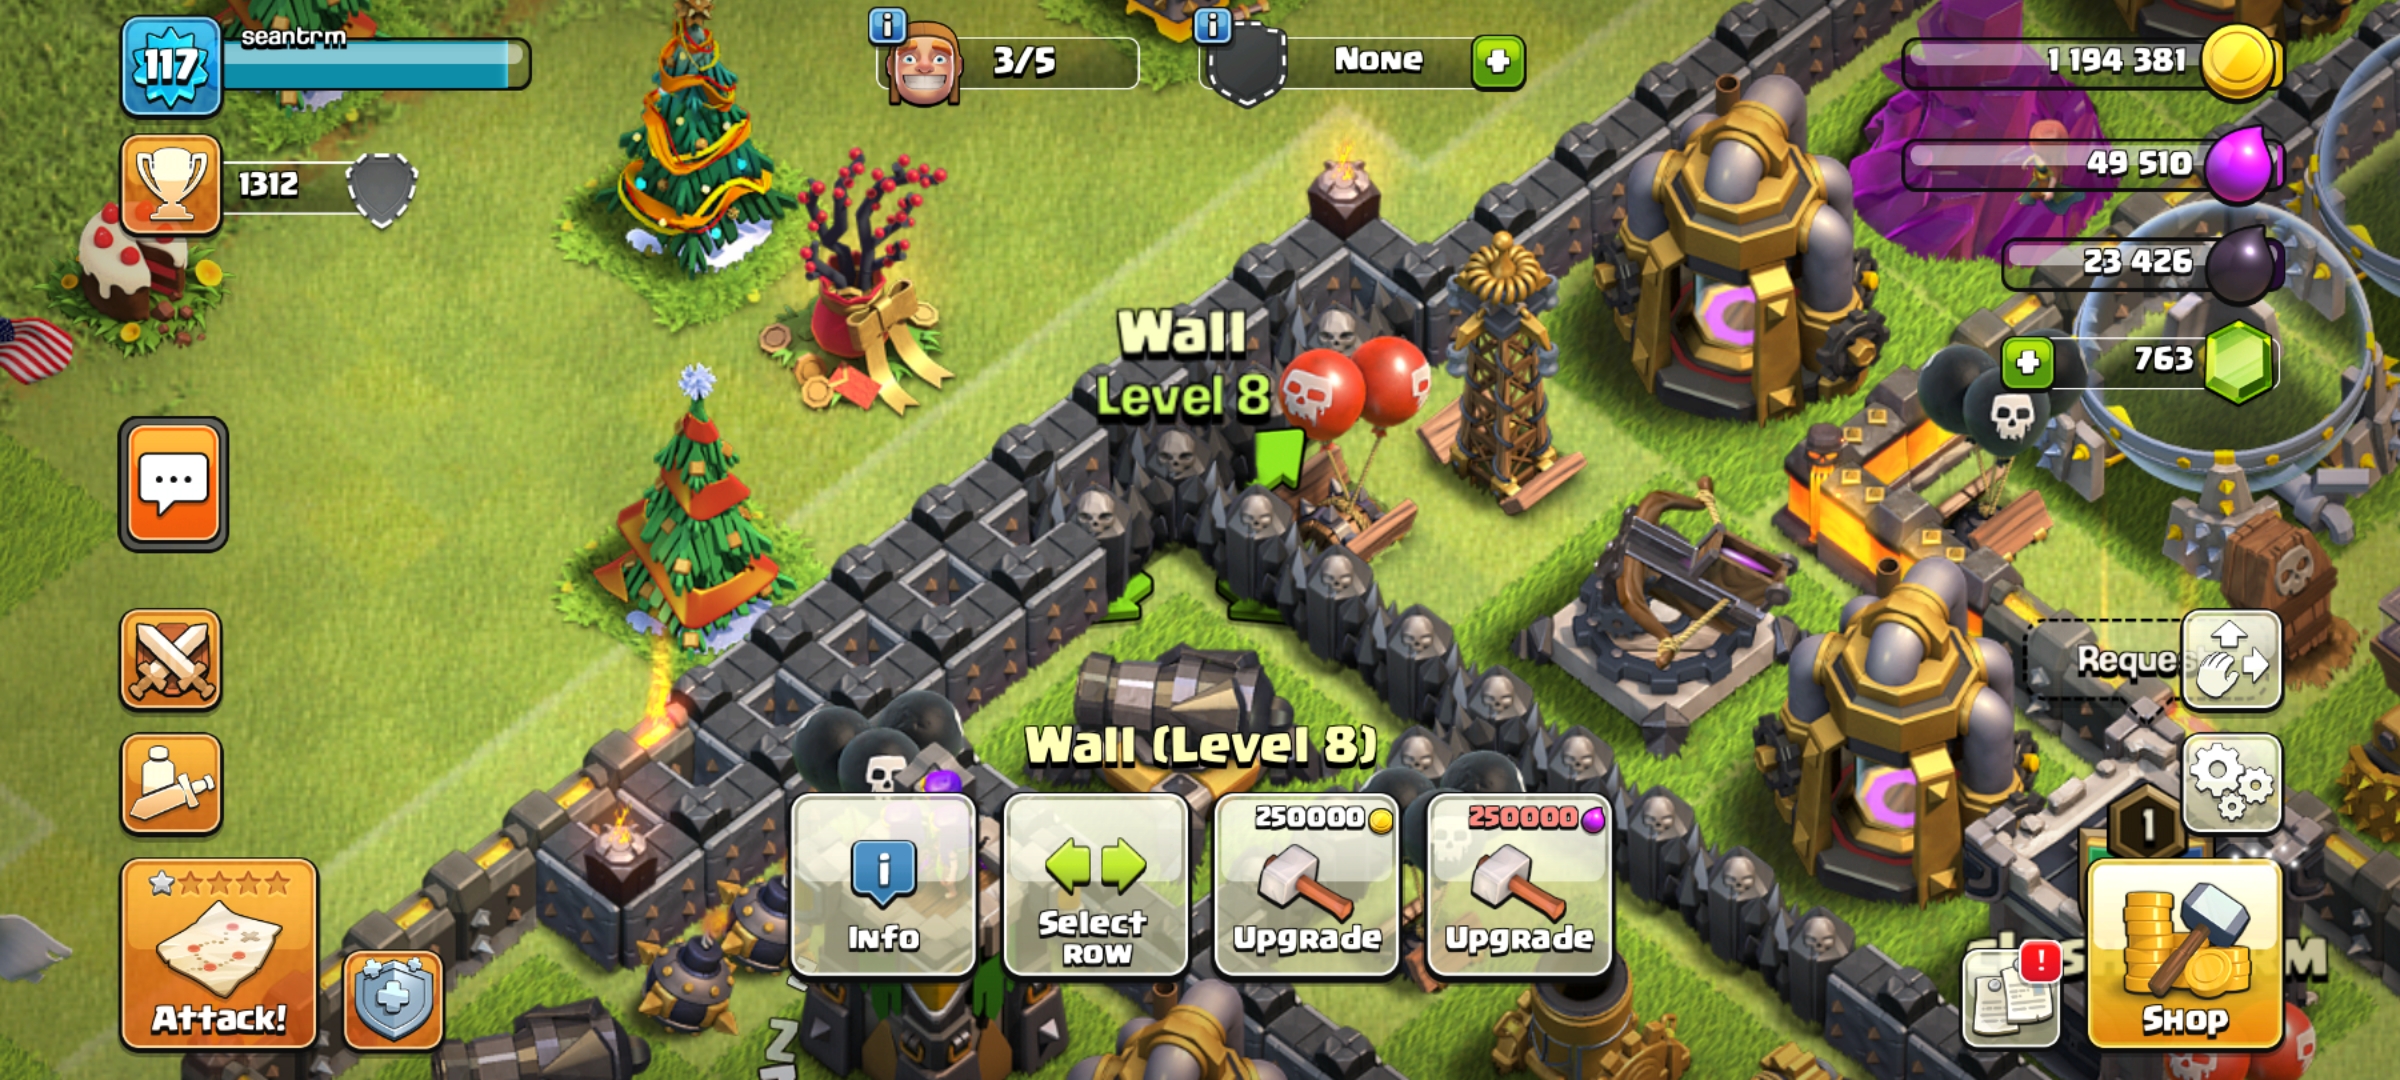 117
seantrm
3/5
None
1 194 381
1312
49 510
23 426
763
Wall
Level 8
Wall (Level 8)
Info
Select
Row
250000
Upgrade
250000
Upgrade
1
Attack!
!
Shop